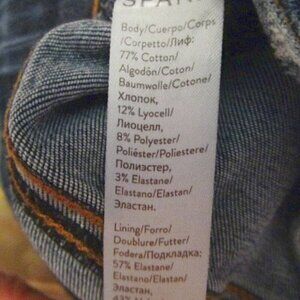 Body/Cuerpo/Corps
/Corpetto/Лиф:
77% Cotton/
Algodón/Coton/
Baumwolle/Cotone/
Хлопок,
12% Lyocell/
Лиоцелл,
8% Polyester/
Poliéster/Poliestere/
Полиэстер,
3% Elastane/
Elastano/Elastan/
Эластан.
Lining/Forro/
Doublure/Futter/
Fodera/Подкладка;
57% Elastane/
Elastano/Elastan/
Эластан,